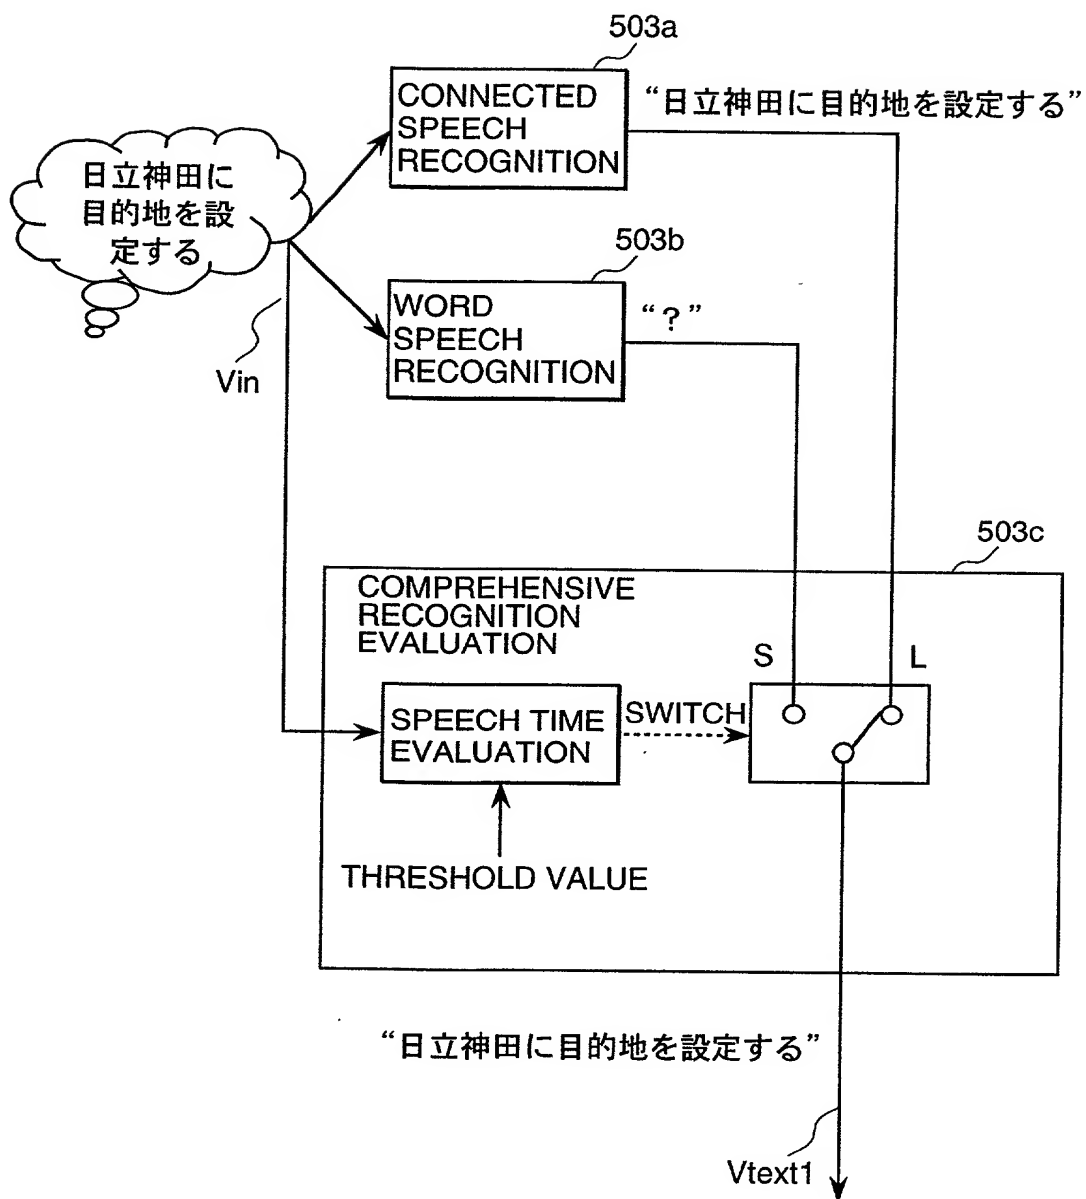 503a
CONNECTED
SPEECH
RECOGNITION
“日立神田に目的地を設定する”
日立神田に
目的地を設
定する
503b
WORD
SPEECH
RECOGNITION
“？”
Vin
503c
COMPREHENSIVE
RECOGNITION
EVALUATION
S
L
SPEECH TIME
EVALUATION
SWITCH
THRESHOLD VALUE
“日立神田に目的地を設定する”
Vtext1